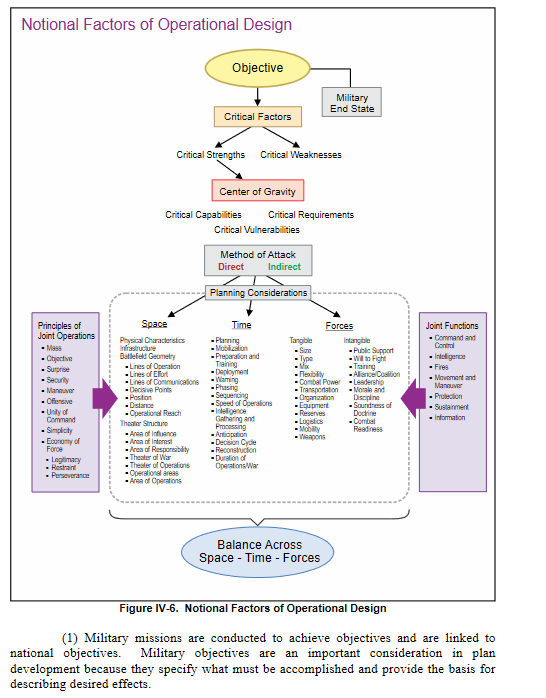 Notional Factors of Operational Design
Objective
Military
End State
Critical Factors
Critical Strengths
Critical Weaknesses
Center of Gravity
Critical Capabilities
Critical Requirements
Critical Vulnerabilities
Method of Attack
Direct
Indirect
Planning Considerations
Principles of
Joint Operations
• Mass
• Objective
• Surprise
• Security
• Maneuver
• Offensive
• Unity of
Command
• Simplicity
• Economy of
Force
• Legitimacy
• Restraint
• Perseverance
Space
Physical Characteristics
Infrastructure
Battlefield Geometry
• Lines of Operation
• Lines of Effort
• Lines of Communications
• Decisive Points
• Position
• Distance
• Operational Reach
Theater Structure
• Area of Influence
• Area of Interest
• Area of Responsibility
• Theater of War
• Theater of Operations
• Operational areas
• Area of Operations
Time
• Planning
• Mobilization
• Preparation and
Training
• Deployment
• Warning
• Phasing
• Sequencing
• Speed of Operations
• Intelligence
Gathering and
Processing
• Anticipation
• Decision Cycle
• Reconstruction
• Duration of
Operations/War
Forces
Tangible
• Size
• Type
• Mix
• Flexibility
• Combat Power
• Transportation
• Organization
• Equipment
• Reserves
• Logistics
• Mobility
• Weapons
Intangible
• Public Support
• Will to Fight
• Training
• Alliance/Coalition
• Leadership
• Morale and
Discipline
• Soundness of
Doctrine
• Combat
Readiness
Joint Functions
• Command and
Control
• Intelligence
• Fires
• Movement and
Maneuver
• Protection
• Sustainment
• Information
Balance Across
Space - Time - Forces
Figure IV-6. Notional Factors of Operational Design
(1) Military missions are conducted to achieve objectives and are linked to
national objectives. Military objectives are an important consideration in plan
development because they specify what must be accomplished and provide the basis for
describing desired effects.